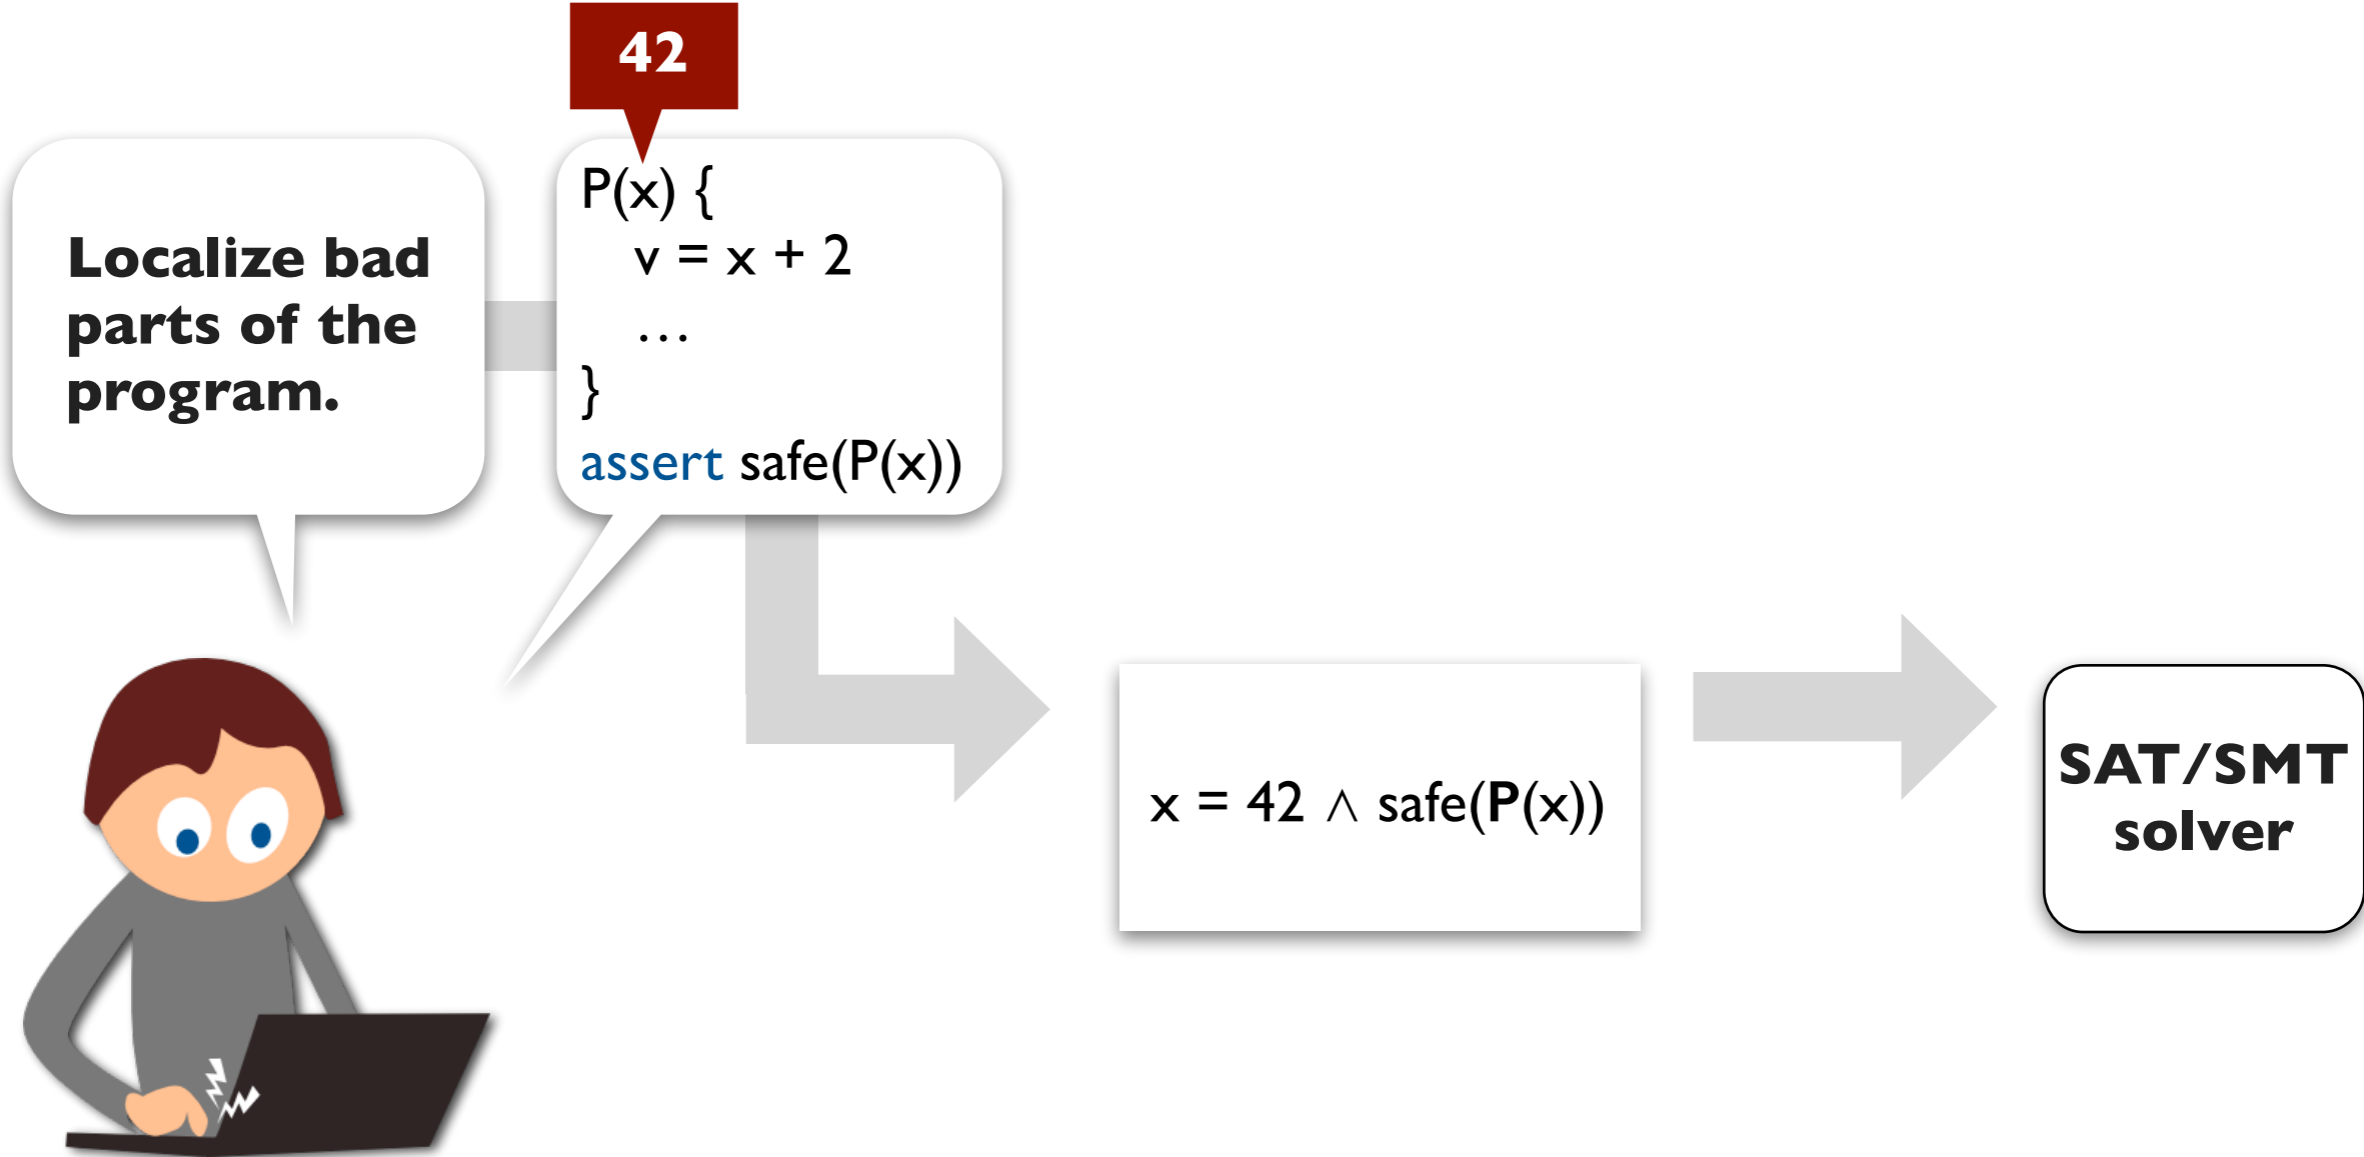 42
Localize bad
parts of the
program.
P(x) {
v = x + 2
…
}
assert safe(P(x))
x = 42 ∧ safe(P(x))
SAT/SMT
solver